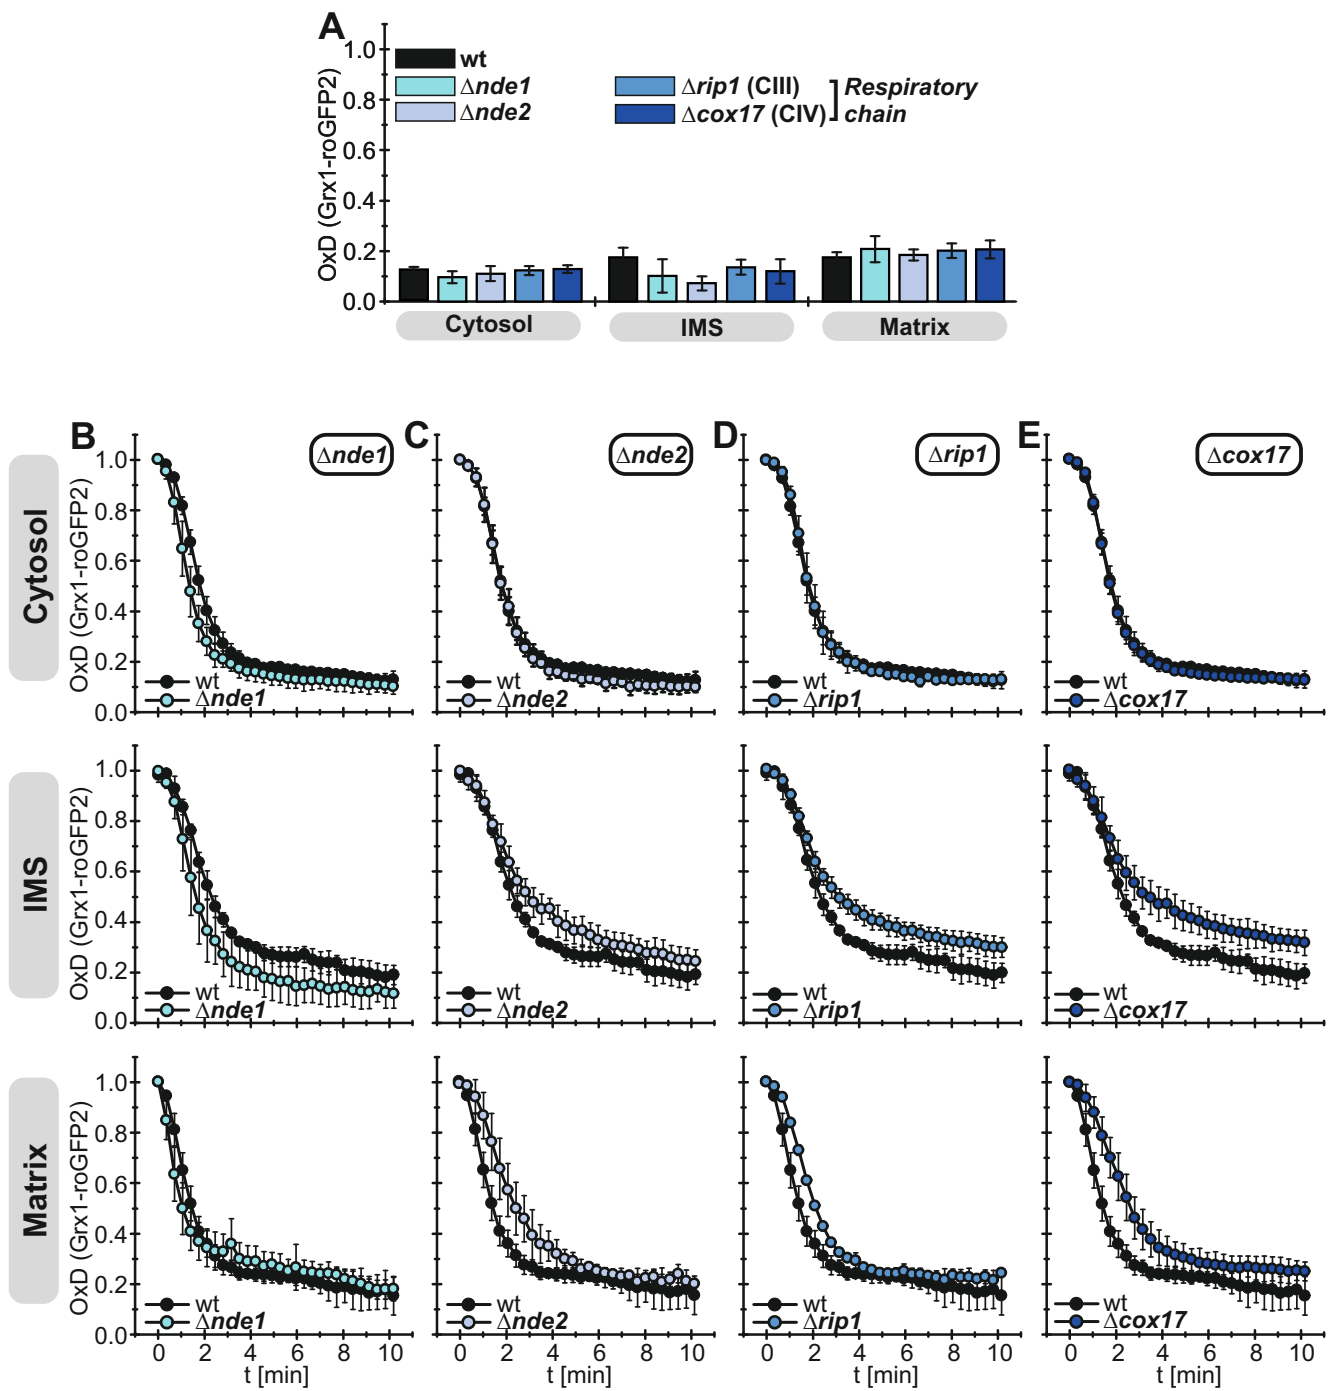 A
OxD (Grx1-roGFP2)
1.0
0.8
0.6
0.4
0.2
0.0
wt
Δnde1
Δnde2
Δrip1 (CIII)
Δcox17 (CIV)
Respiratory
chain
Cytosol
IMS
Matrix
B
Δnde1
C
Δnde2
D
Δrip1
E
Δcox17
Cytosol
OxD (Grx1-roGFP2)
1.0
0.8
0.6
0.4
0.2
0.0
wt
Δnde1
wt
Δnde2
wt
Δrip1
wt
Δcox17
IMS
OxD (Grx1-roGFP2)
1.0
0.8
0.6
0.4
0.2
0.0
wt
Δnde1
wt
Δnde2
wt
Δrip1
wt
Δcox17
Matrix
OxD (Grx1-roGFP2)
1.0
0.8
0.6
0.4
0.2
0.0
wt
Δnde1
wt
Δnde2
wt
Δrip1
wt
Δcox17
0 2 4 6 8 10
0 2 4 6 8 10
0 2 4 6 8 10
0 2 4 6 8 10
t [min]
t [min]
t [min]
t [min]